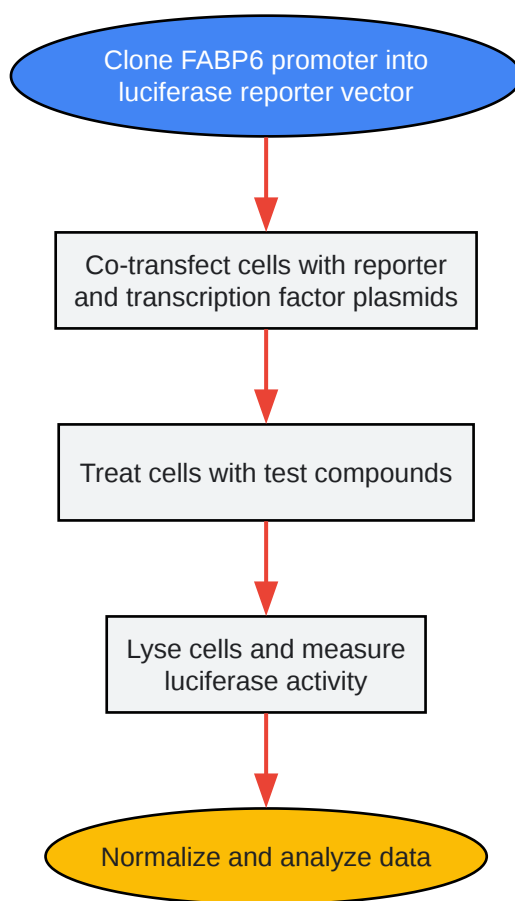 Clone FABP6 promoter into
luciferase reporter vector
Co-transfect cells with reporter
and transcription factor plasmids
Treat cells with test compounds
Lyse cells and measure
luciferase activity
Normalize and analyze data